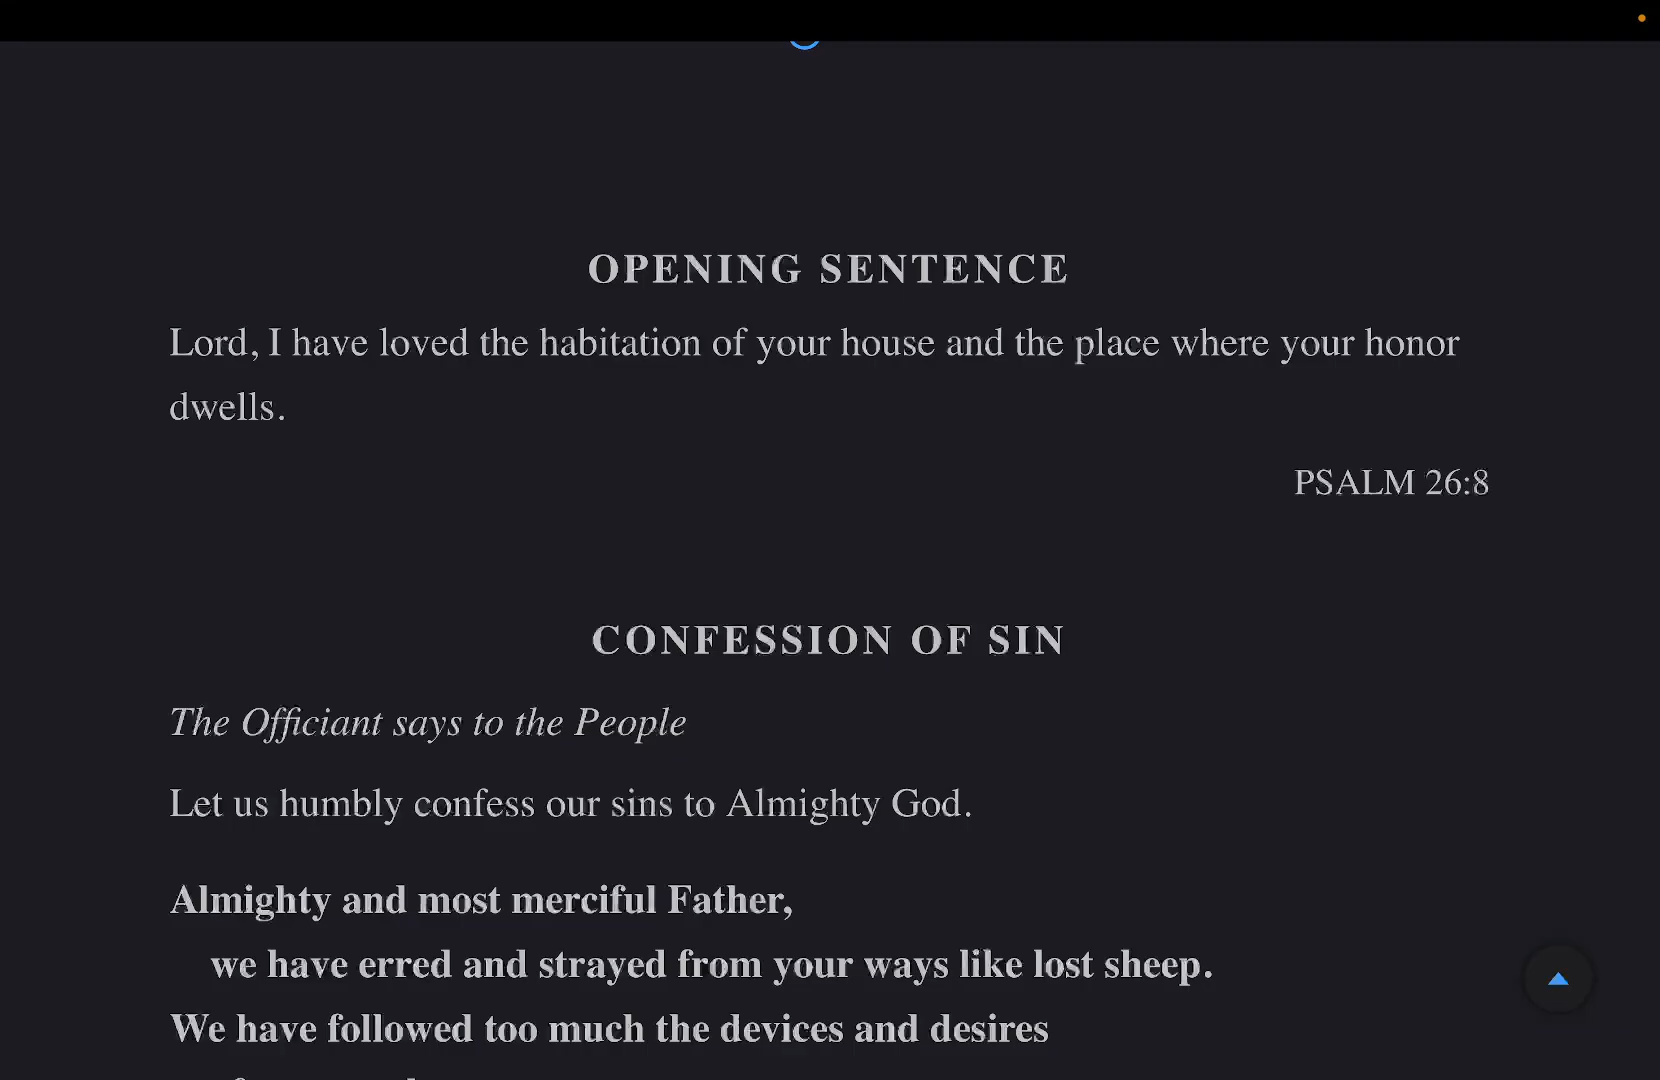 OPENING SENTENCE
Lord, I have loved the habitation of your house and the place where your honor
dwells.
PSALM 26:8
CONFESSION OF SIN
The Officiant says to the People
Let us humbly confess our sins to Almighty God.
Almighty and most merciful Father,
we have erred and strayed from your ways like lost sheep.
We have followed too much the devices and desires